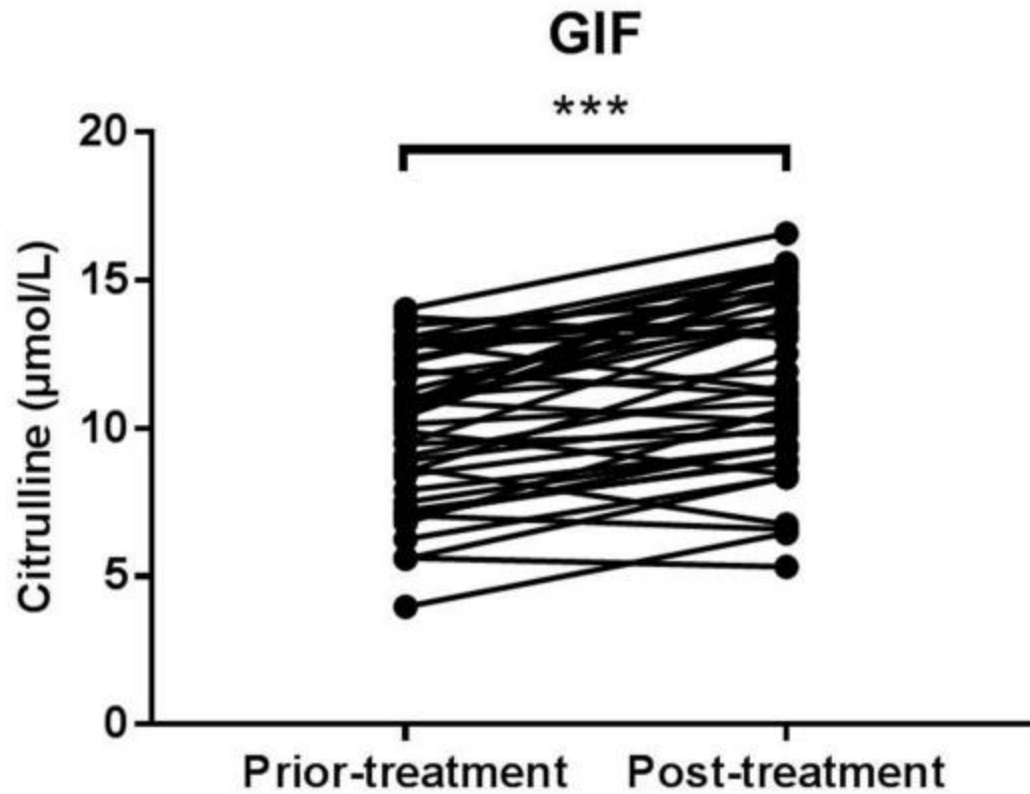 GIF
***
20
15
10
5
0
Citrulline (μmol/L)
Prior-treatment Post-treatment